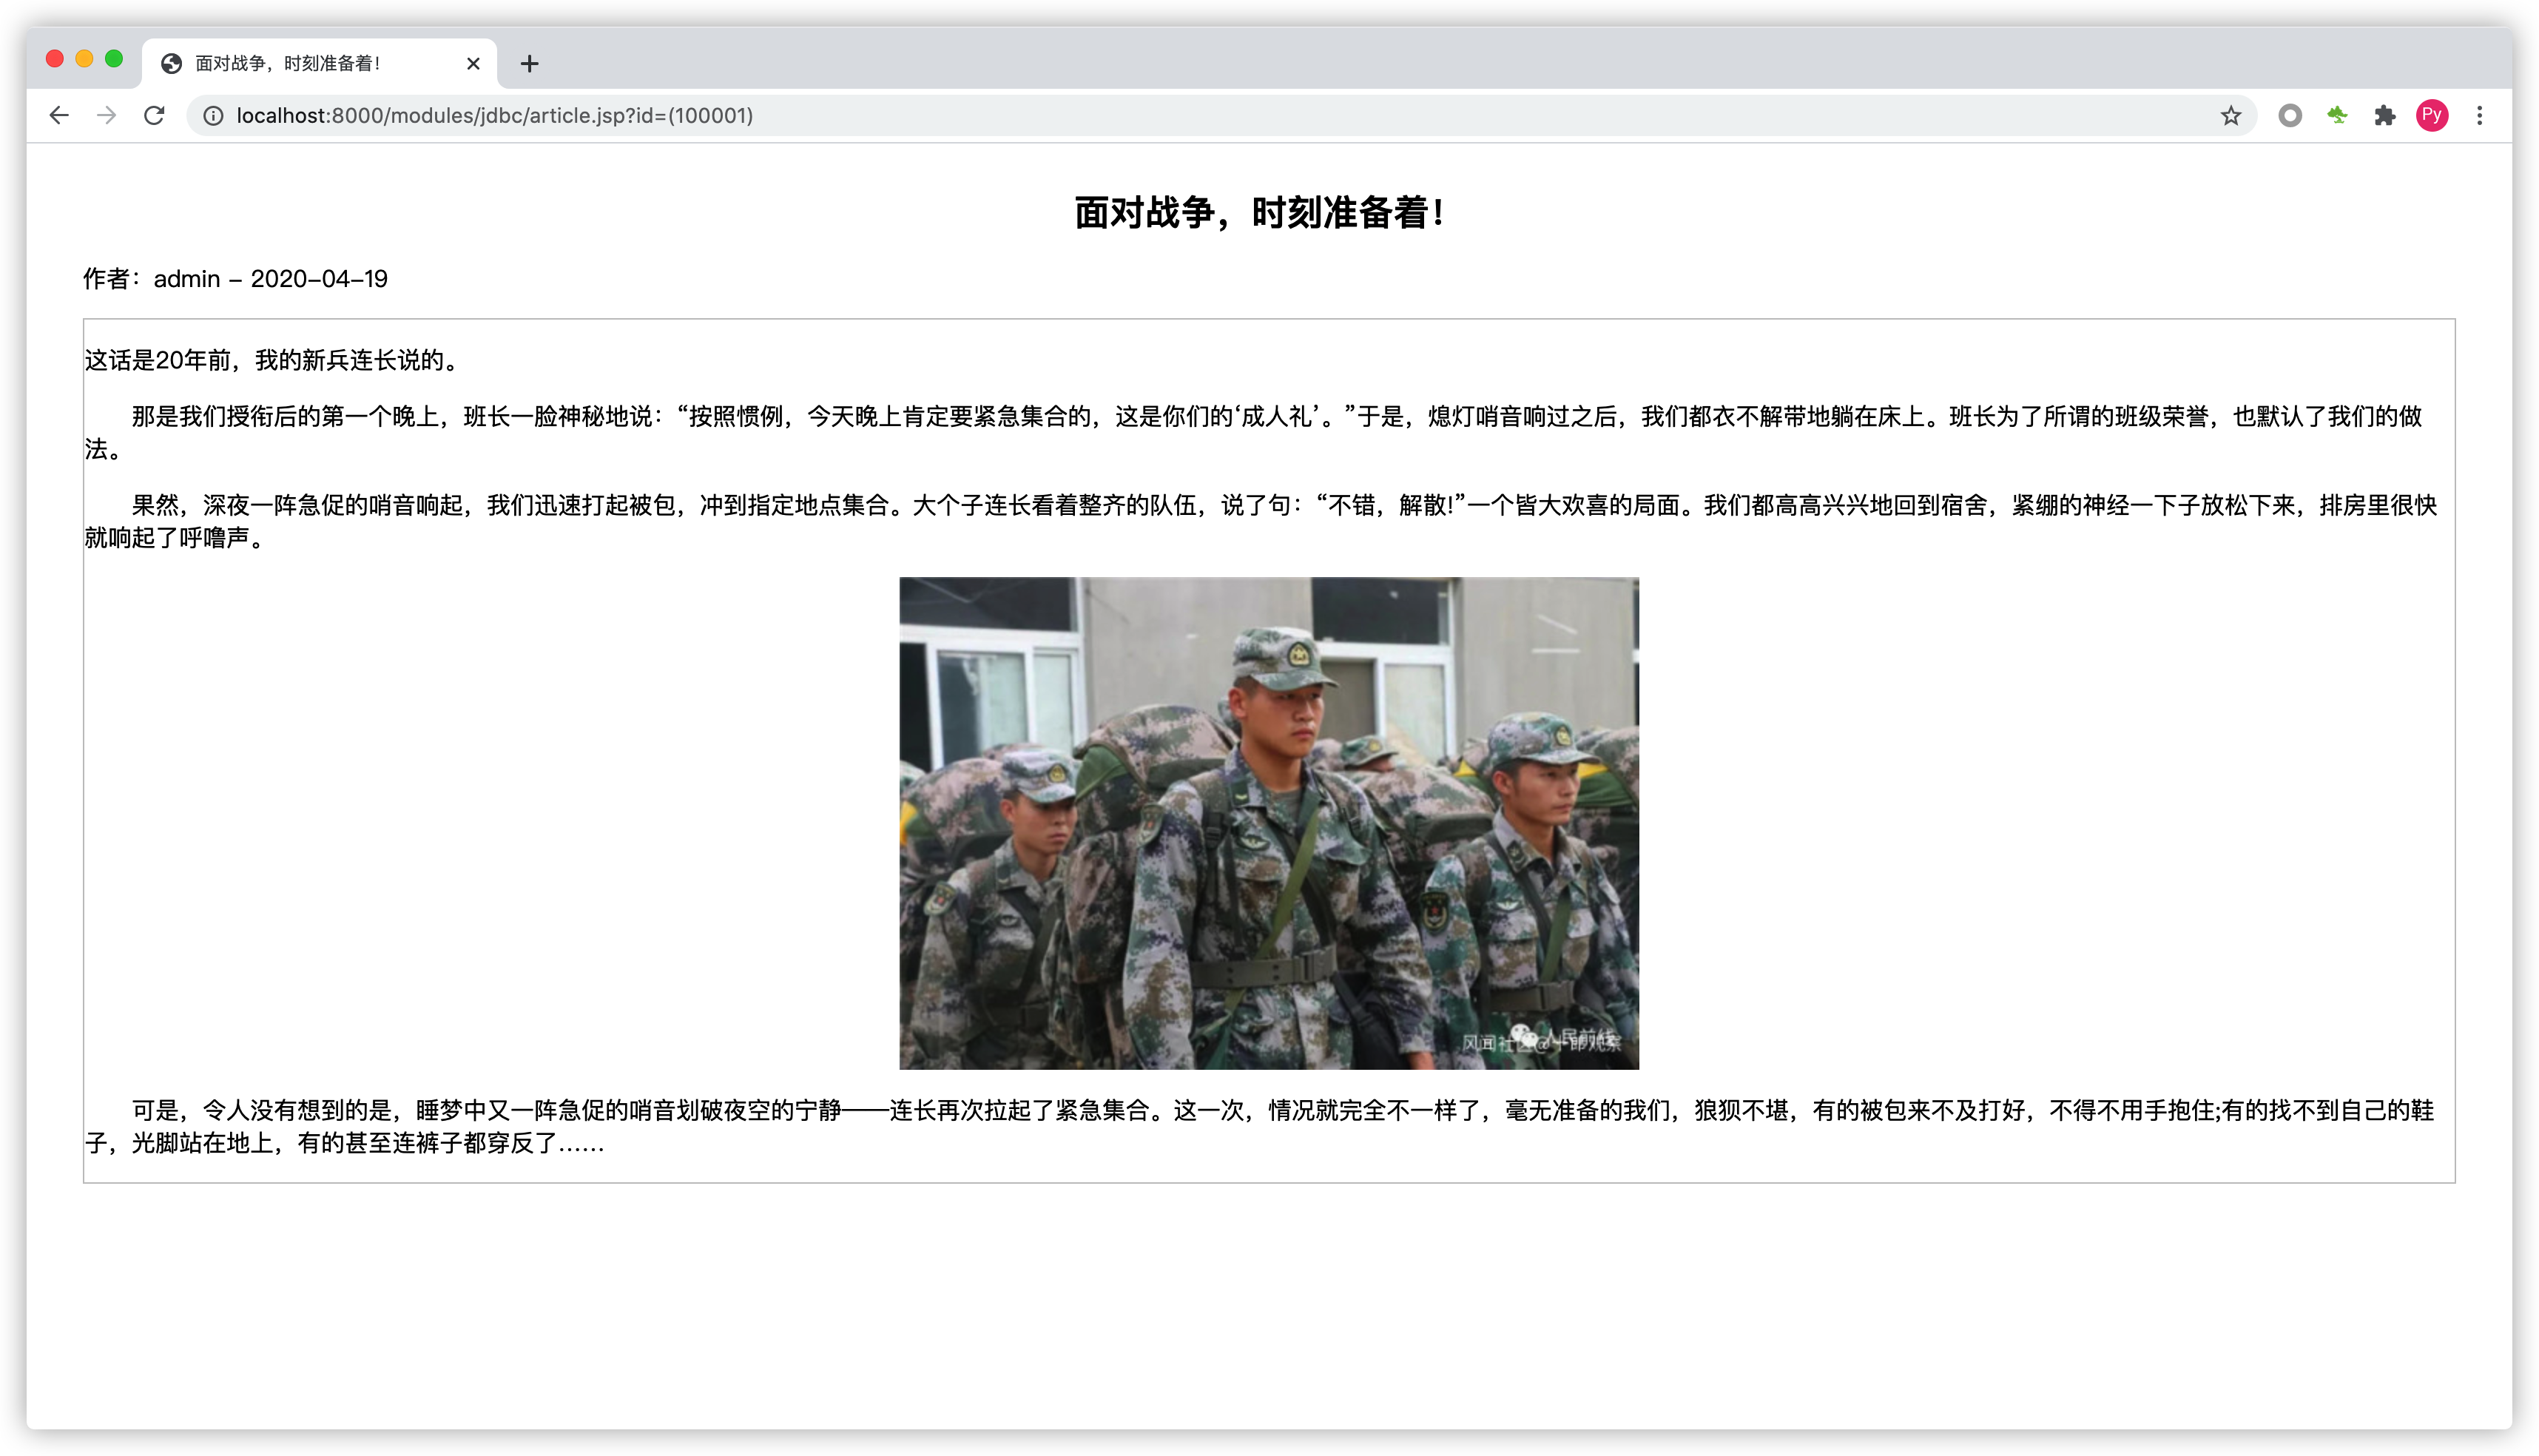 面对战争，时刻准备着！
localhost:8000/modules/jdbc/article.jsp?id=(100001)
Py
面对战争，时刻准备着！
作者：admin - 2020-04-19
这话是20年前，我的新兵连长说的。
那是我们授衔后的第一个晚上，班长一脸神秘地说：“按照惯例，今天晚上肯定要紧急集合的，这是你们的‘成人礼’。”于是，熄灯哨音响过之后，我们都衣不解带地躺在床上。班长为了所谓的班级荣誉，也默认了我们的做
法。
果然，深夜一阵急促的哨音响起，我们迅速打起被包，冲到指定地点集合。大个子连长看着整齐的队伍，说了句：“不错，解散!”一个皆大欢喜的局面。我们都高高兴兴地回到宿舍，紧绷的神经一下子放松下来，排房里很快
就响起了呼噜声。
人民前线
风闻社区@十郎观察
可是，令人没有想到的是，睡梦中又一阵急促的哨音划破夜空的宁静——连长再次拉起了紧急集合。这一次，情况就完全不一样了，毫无准备的我们，狼狈不堪，有的被包来不及打好，不得不用手抱住;有的找不到自己的鞋
子，光脚站在地上，有的甚至连裤子都穿反了……